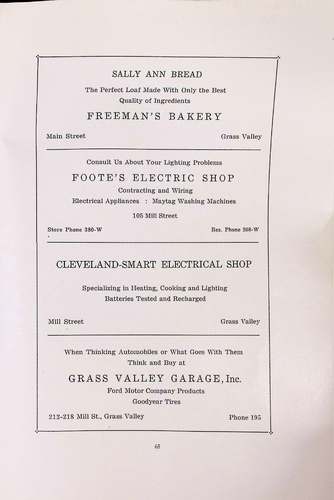 SALLY ANN BREAD
The Perfect Loaf Made With Only the Best
Quality of Ingredients
FREEMAN'S BAKERY
Main Street Grass Valley
Consult Us About Your Lighting Problems
FOOTE'S ELECTRIC SHOP
Contracting and Wiring
Electrical Appliances : Maytag Washing Machines
105 Mill Street
Store Phone 380-W Res. Phone 268-W
CLEVELAND-SMART ELECTRICAL SHOP
Specializing in Heating, Cooking and Lighting
Batteries Tested and Recharged
Mill Street Grass Valley
When Thinking Automobiles or What Goes With Them
Think and Buy at
GRASS VALLEY GARAGE, Inc.
Ford Motor Company Products
Goodyear Tires
212-218 Mill St., Grass Valley Phone 195
65